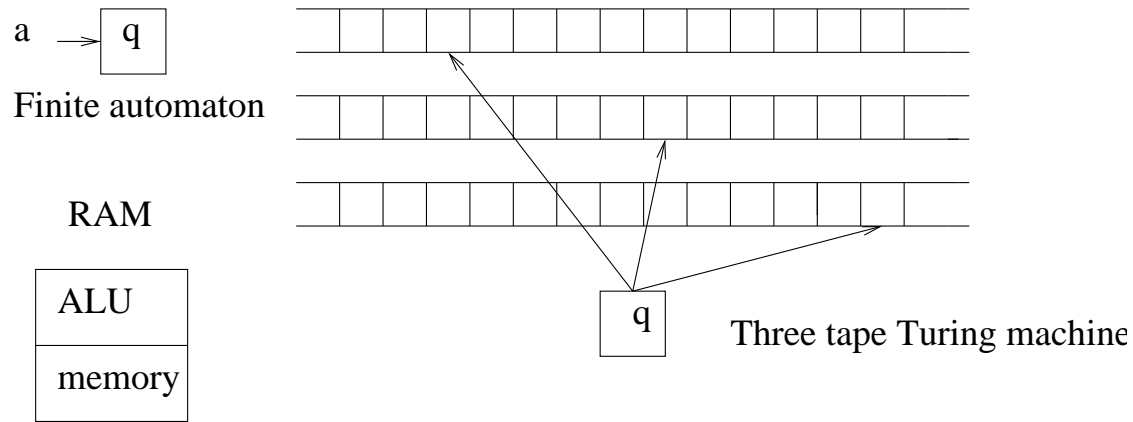 a
q
Finite automaton
RAM
ALU
memory
q
Three tape Turing machine